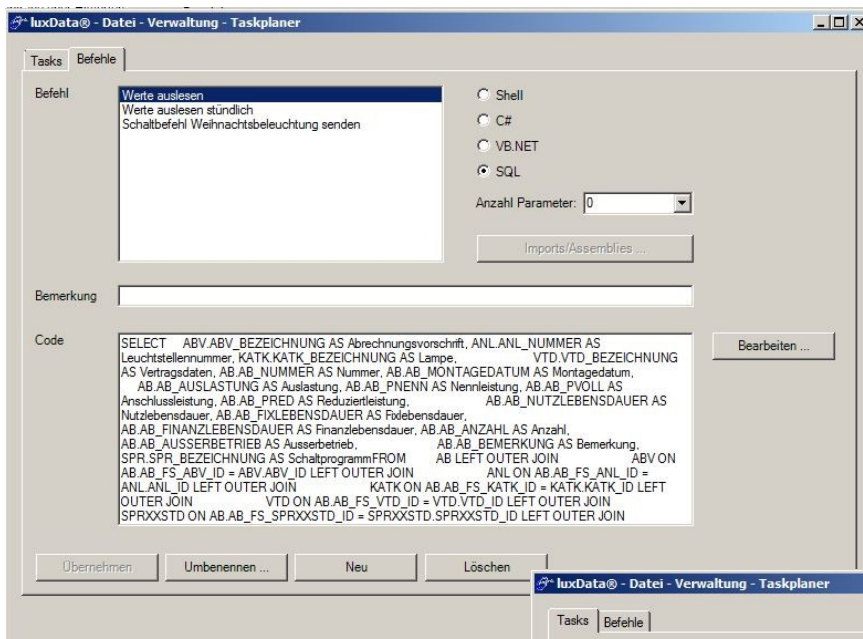 luxData® - Datei - Verwaltung - Taskplaner
Tasks Befehle
Befehl
Werte auslesen
Werte auslesen stündlich
Schaltbefehl Weihnachtsbeleuchtung senden
Shell
C#
VB.NET
SQL
Anzahl Parameter: 0
Imports/Assemblies ...
Bemerkung
Code
SELECT ABV.ABV_BEZEICHNUNG AS Abrechnungsvorschrift, ANL.ANL_NUMMER AS
Leuchtstellennummer, KATK.KATK_BEZEICHNUNG AS Lampe, VTD.VTD_BEZEICHNUNG
AS Vertragsdaten, AB.AB_NUMMER AS Nummer, AB.AB_MONTAGEDATUM AS Montagedatum,
AB.AB_AUSLASTUNG AS Auslastung, AB.AB_PNENN AS Nennleistung, AB.AB_PVOLL AS
Anschlussleistung, AB.AB_PRED AS Reduziertleistung, AB.AB_NUTZLEBENSDAUER AS
Nutzlebensdauer, AB.AB_FIXLEBENSDAUER AS Fixlebensdauer,
AB.AB_FINANZLEBENSDAUER AS Finanzlebensdauer, AB.AB_ANZAHL AS Anzahl,
AB.AB_AUSSERBETRIEB AS Ausserbetrieb, AB.AB_BEMERKUNG AS Bemerkung,
SPR.SPR_BEZEICHNUNG AS SchaltprogrammFROM AB LEFT OUTER JOIN ABV ON
AB.AB_FS_ABV_ID = ABV.ABV_ID LEFT OUTER JOIN ANL ON AB.AB_FS_ANL_ID =
ANL.ANL_ID LEFT OUTER JOIN KATK ON AB.AB_FS_KATK_ID = KATK.KATK_ID LEFT
OUTER JOIN VTD ON AB.AB_FS_VTD_ID = VTD.VTD_ID LEFT OUTER JOIN
SPRXXSTD ON AB.AB_FS_SPRXXSTD_ID = SPRXXSTD.SPRXXSTD_ID LEFT OUTER JOIN
Bearbeiten ...
Übernehmen Umbenennen ... Neu Löschen
luxData® - Datei - Verwaltung - Taskplaner
Tasks Befehle